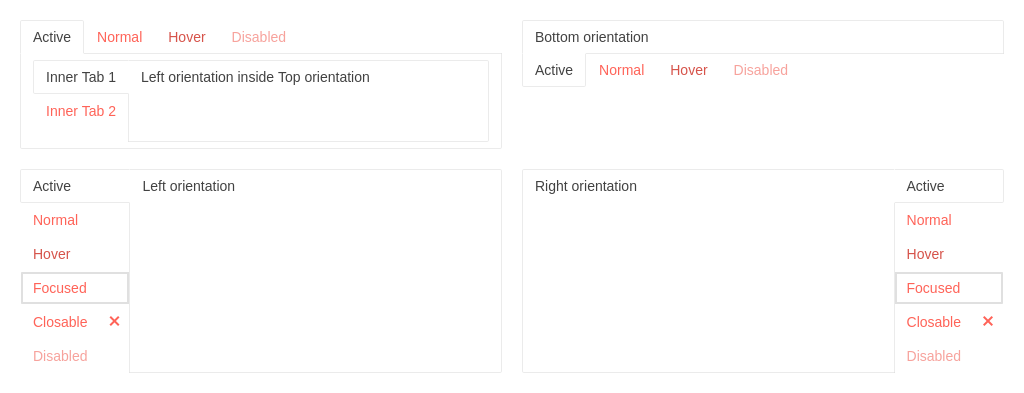 Active Normal Hover Disabled
Inner Tab 1 Left orientation inside Top orientation
Inner Tab 2
Bottom orientation
Active Normal Hover Disabled
Active Left orientation
Normal
Hover
Focused
Closable ✕
Disabled
Right orientation Active
Normal
Hover
Focused
Closable ✕
Disabled